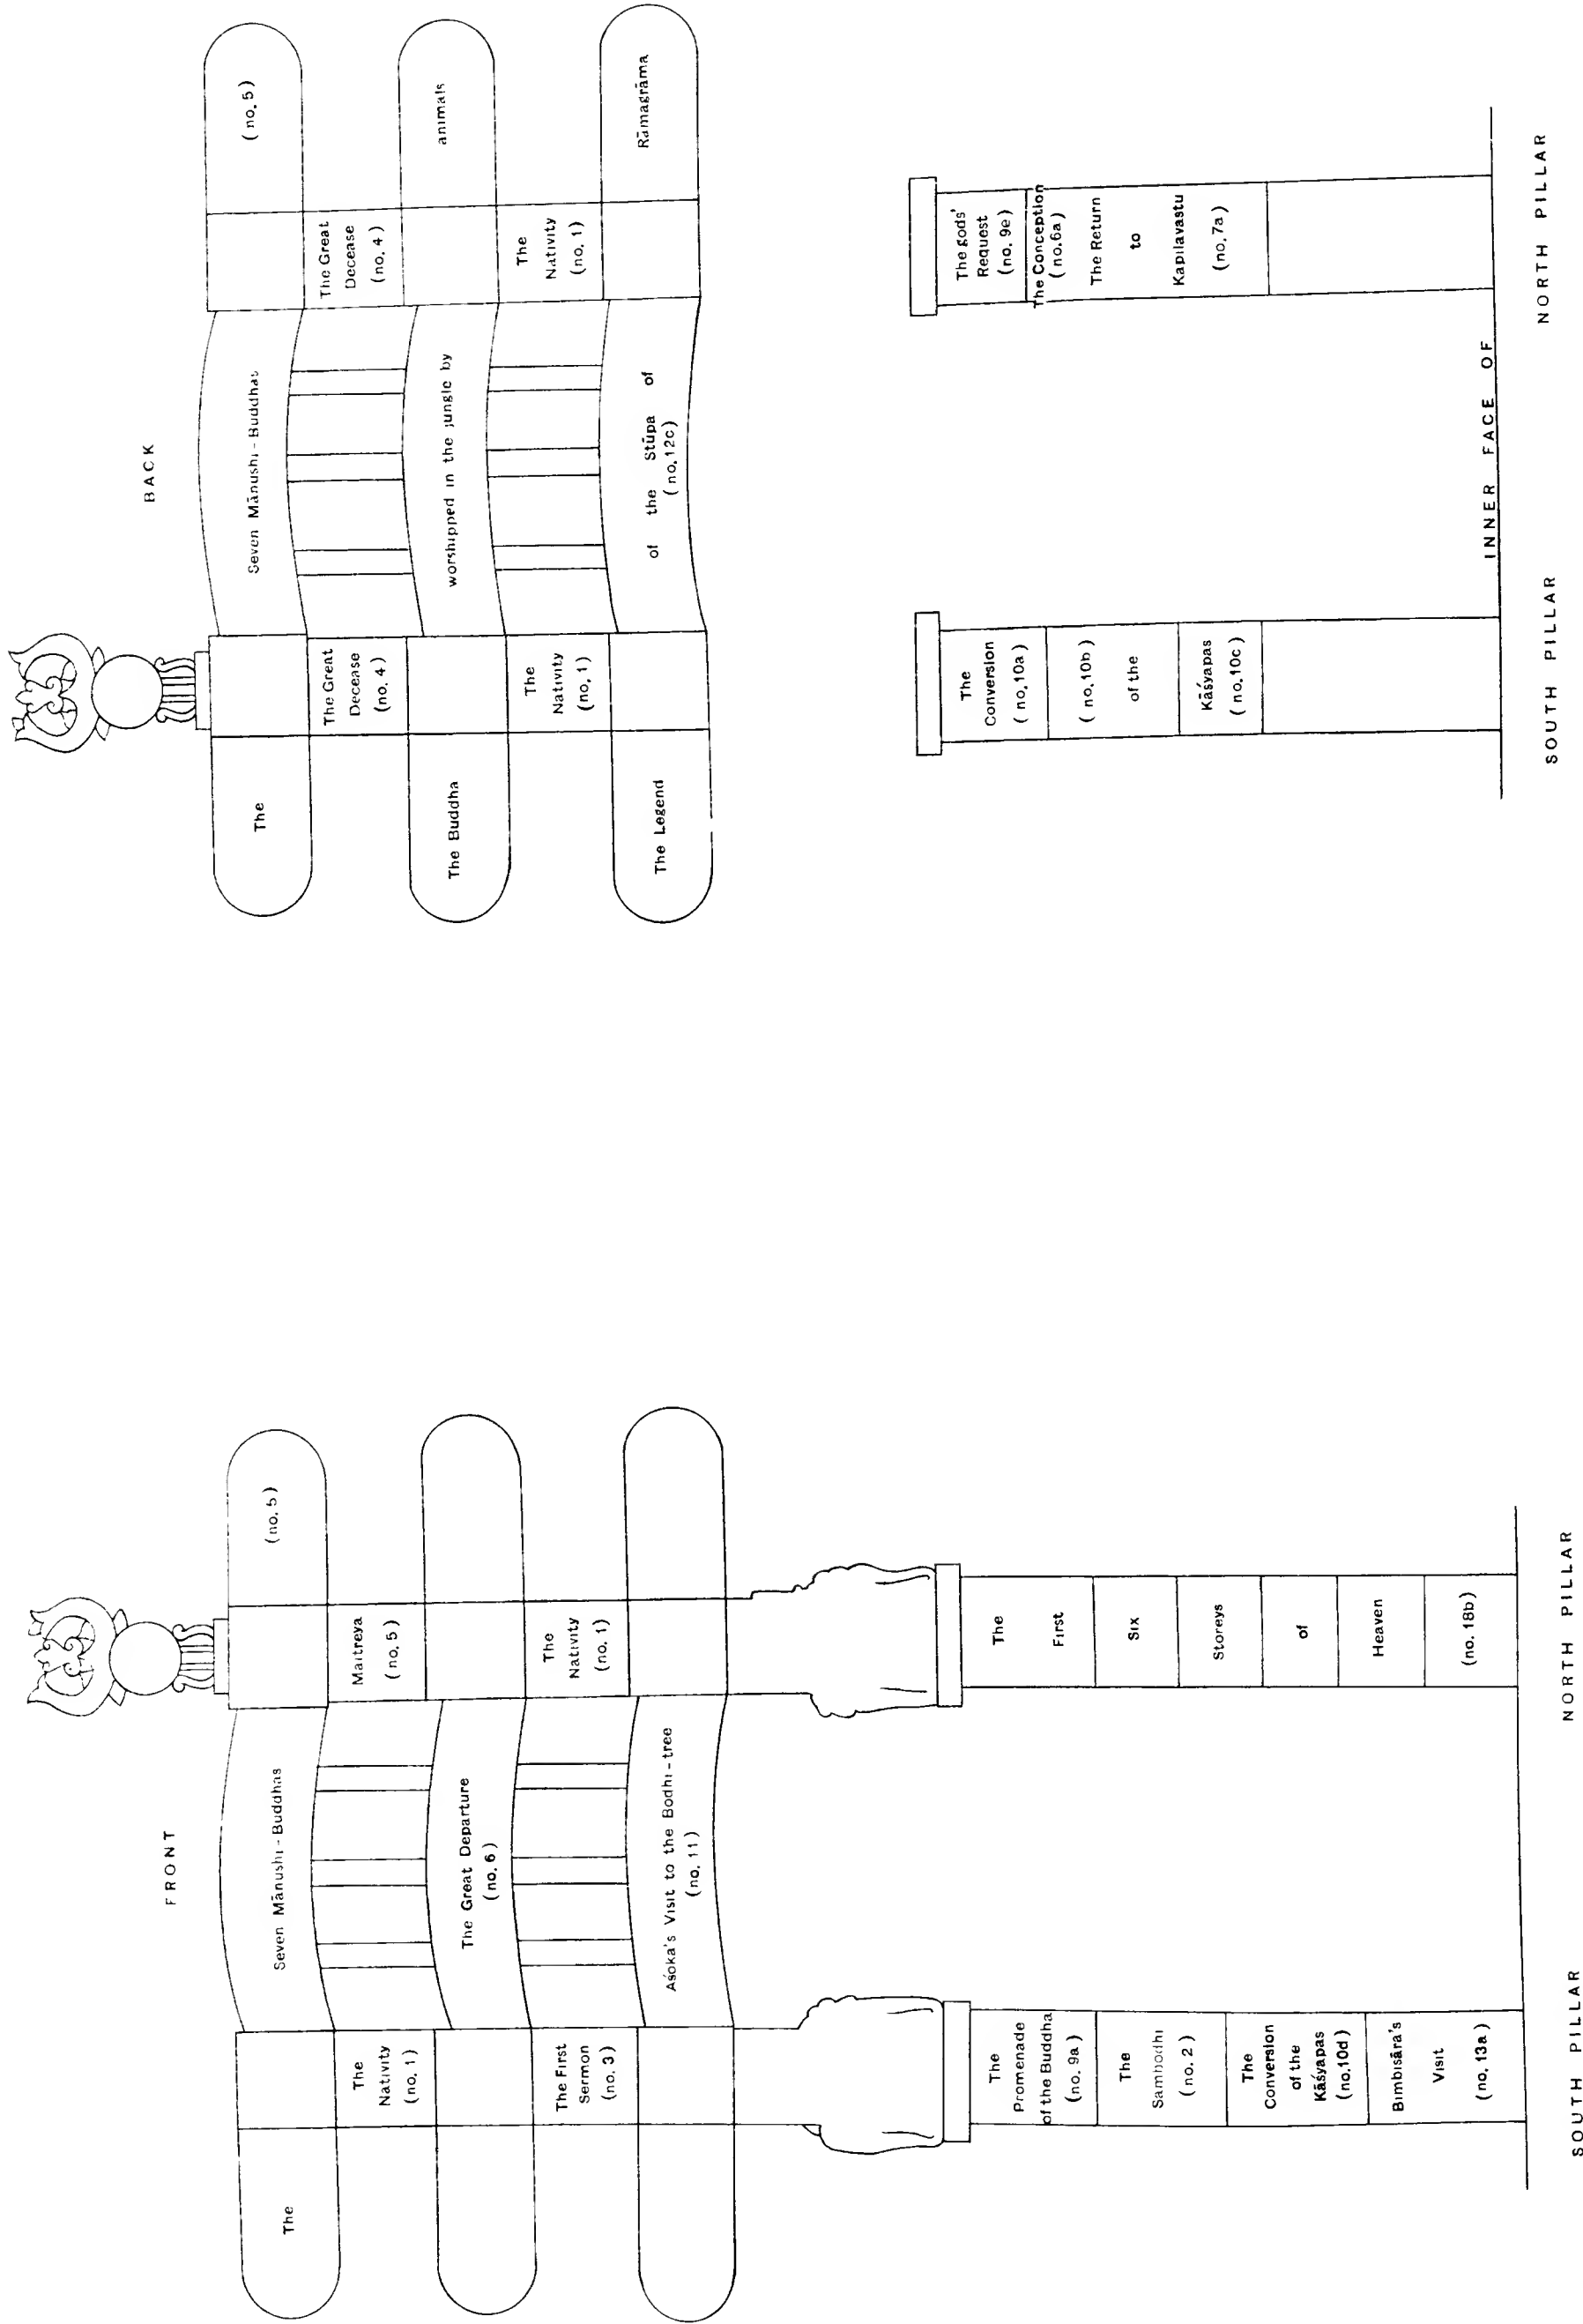 FRONT
The
Seven Mānushi - Buddhas
(no. 5)
The
Nativity
(no. 1)
Maitreya
(no. 5)
The Great Departure
(no. 6)
The First
Sermon
(no. 3)
The
Nativity
(no. 1)
Aśoka's Visit to the Bodhi - tree
(no. 11)
The
Promenade
of the Buddha
(no. 9a)
The
Sambodhi
(no. 2)
The
Conversion
of the
Kāśyapas
(no.10d)
Bimbisāra's
Visit
(no. 13a)
The
First
Six
Storeys
of
Heaven
(no. 18b)
SOUTH PILLAR
NORTH PILLAR
BACK
The
Seven Mānushi - Buddhas
(no. 5)
The Great
Decease
(no. 4)
The Great
Decease
(no. 4)
The Buddha
worshipped in the jungle by
animals
The
Nativity
(no. 1)
The
Nativity
(no. 1)
The Legend
of the Stūpa of
(no.12c)
Rāmagrāma
The
Conversion
(no.10a)
(no.10b)
of the
Kāśyapas
(no.10c)
The gods'
Request
(no. 9e)
The Conception
(no.6a)
The Return
to
Kapilavastu
(no.7a)
INNER FACE OF
SOUTH PILLAR
NORTH PILLAR